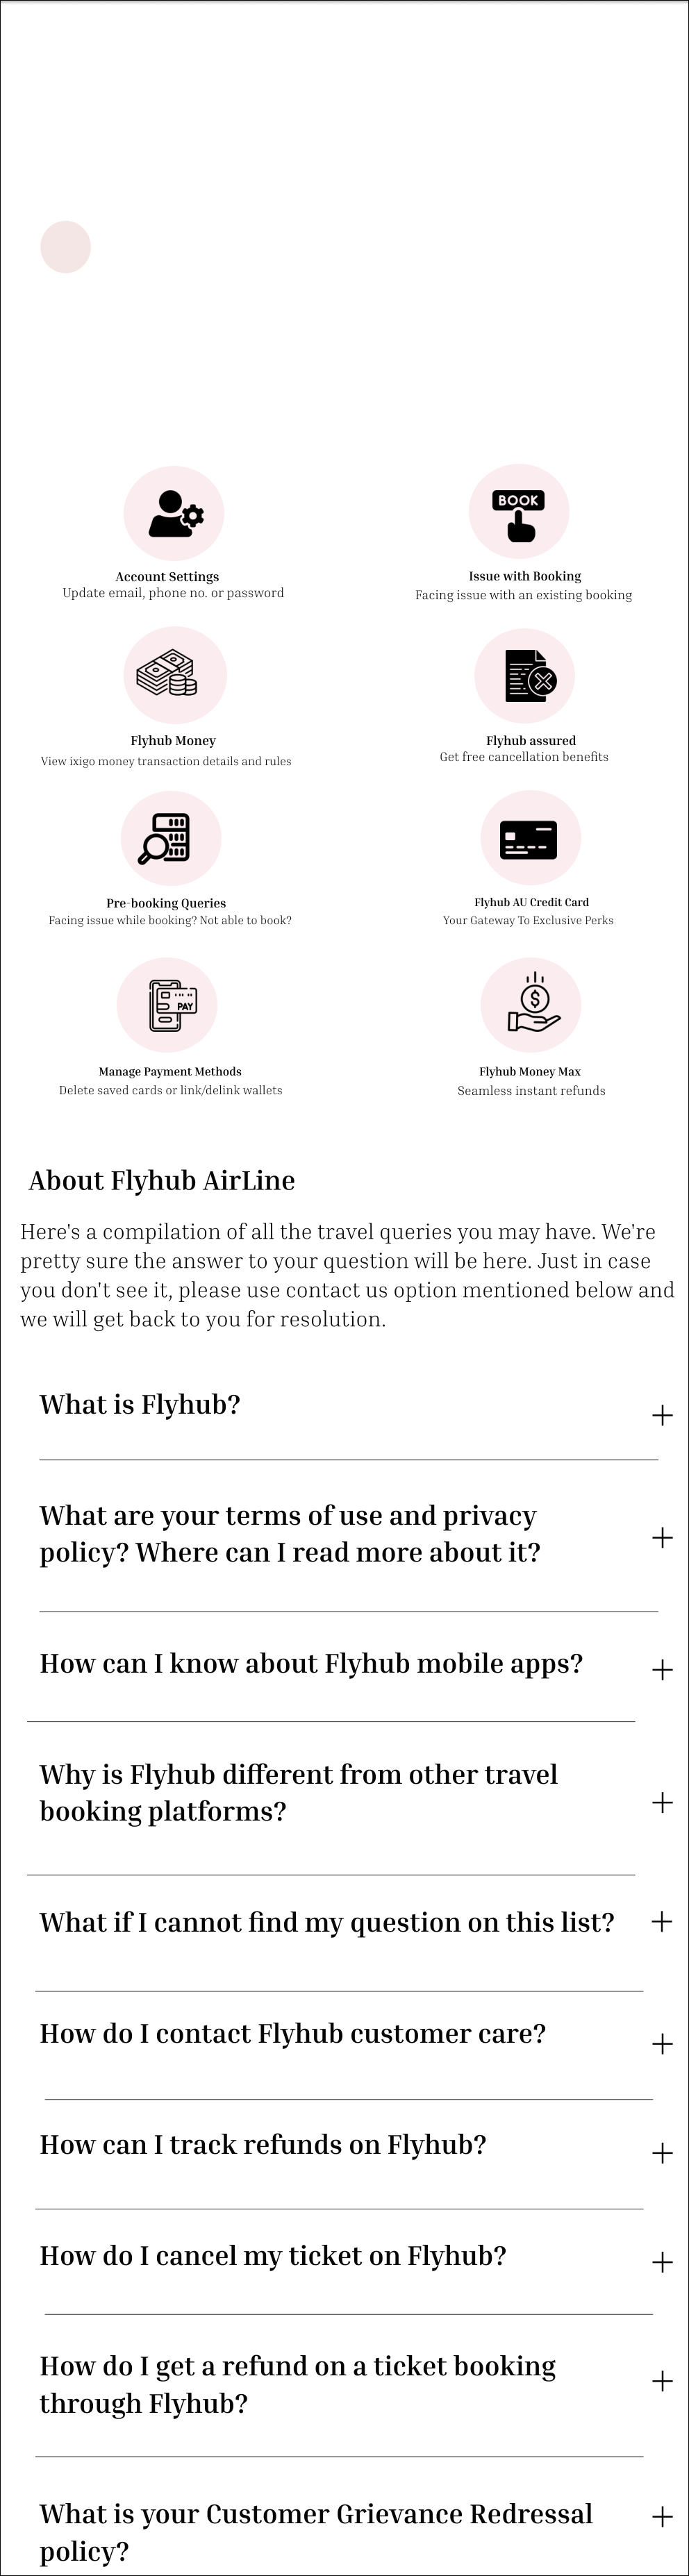 BOOK
Account Settings
Update email, phone no. or password
Issue with Booking
Facing issue with an existing booking
Flyhub Money
View ixigo money transaction details and rules
Flyhub assured
Get free cancellation benefits
Pre-booking Queries
Facing issue while booking? Not able to book?
Flyhub AU Credit Card
Your Gateway To Exclusive Perks
PAY
$
Manage Payment Methods
Delete saved cards or link/delink wallets
Flyhub Money Max
Seamless instant refunds
About Flyhub AirLine
Here's a compilation of all the travel queries you may have. We're
pretty sure the answer to your question will be here. Just in case
you don't see it, please use contact us option mentioned below and
we will get back to you for resolution.
What is Flyhub?
What are your terms of use and privacy
policy? Where can I read more about it?
How can I know about Flyhub mobile apps?
Why is Flyhub different from other travel
booking platforms?
What if I cannot find my question on this list?
How do I contact Flyhub customer care?
How can I track refunds on Flyhub?
How do I cancel my ticket on Flyhub?
How do I get a refund on a ticket booking
through Flyhub?
What is your Customer Grievance Redressal
policy?